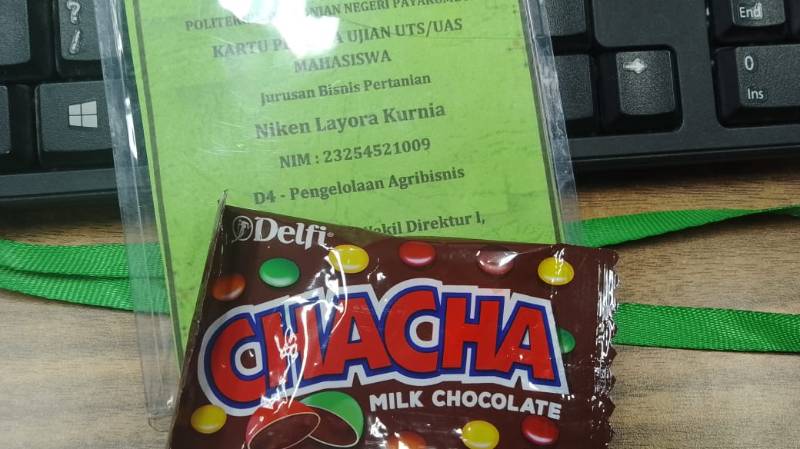 NEGERI
KARTU UJIAN UTS/UAS
MAHASISWA
Jurusan Bisnis Pertanian
Niken Layora Kurnia
NIM : 23254521009
D4 - Pengelolaan Agribisnis
Wakil Direktur I,
Delfi
CHACHA
MILK CHOCOLATE
?
/
End
0
Ins